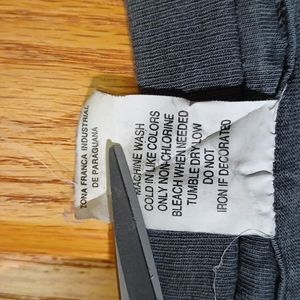 ZONA FRANCA INDUSTRIAL
DE PARAGUANA
MACHINE WASH
COLD IN LIKE COLORS
ONLY NON-CHLORINE
BLEACH WHEN NEEDED
TUMBLE DRY LOW
DO NOT
IRON IF DECORATED